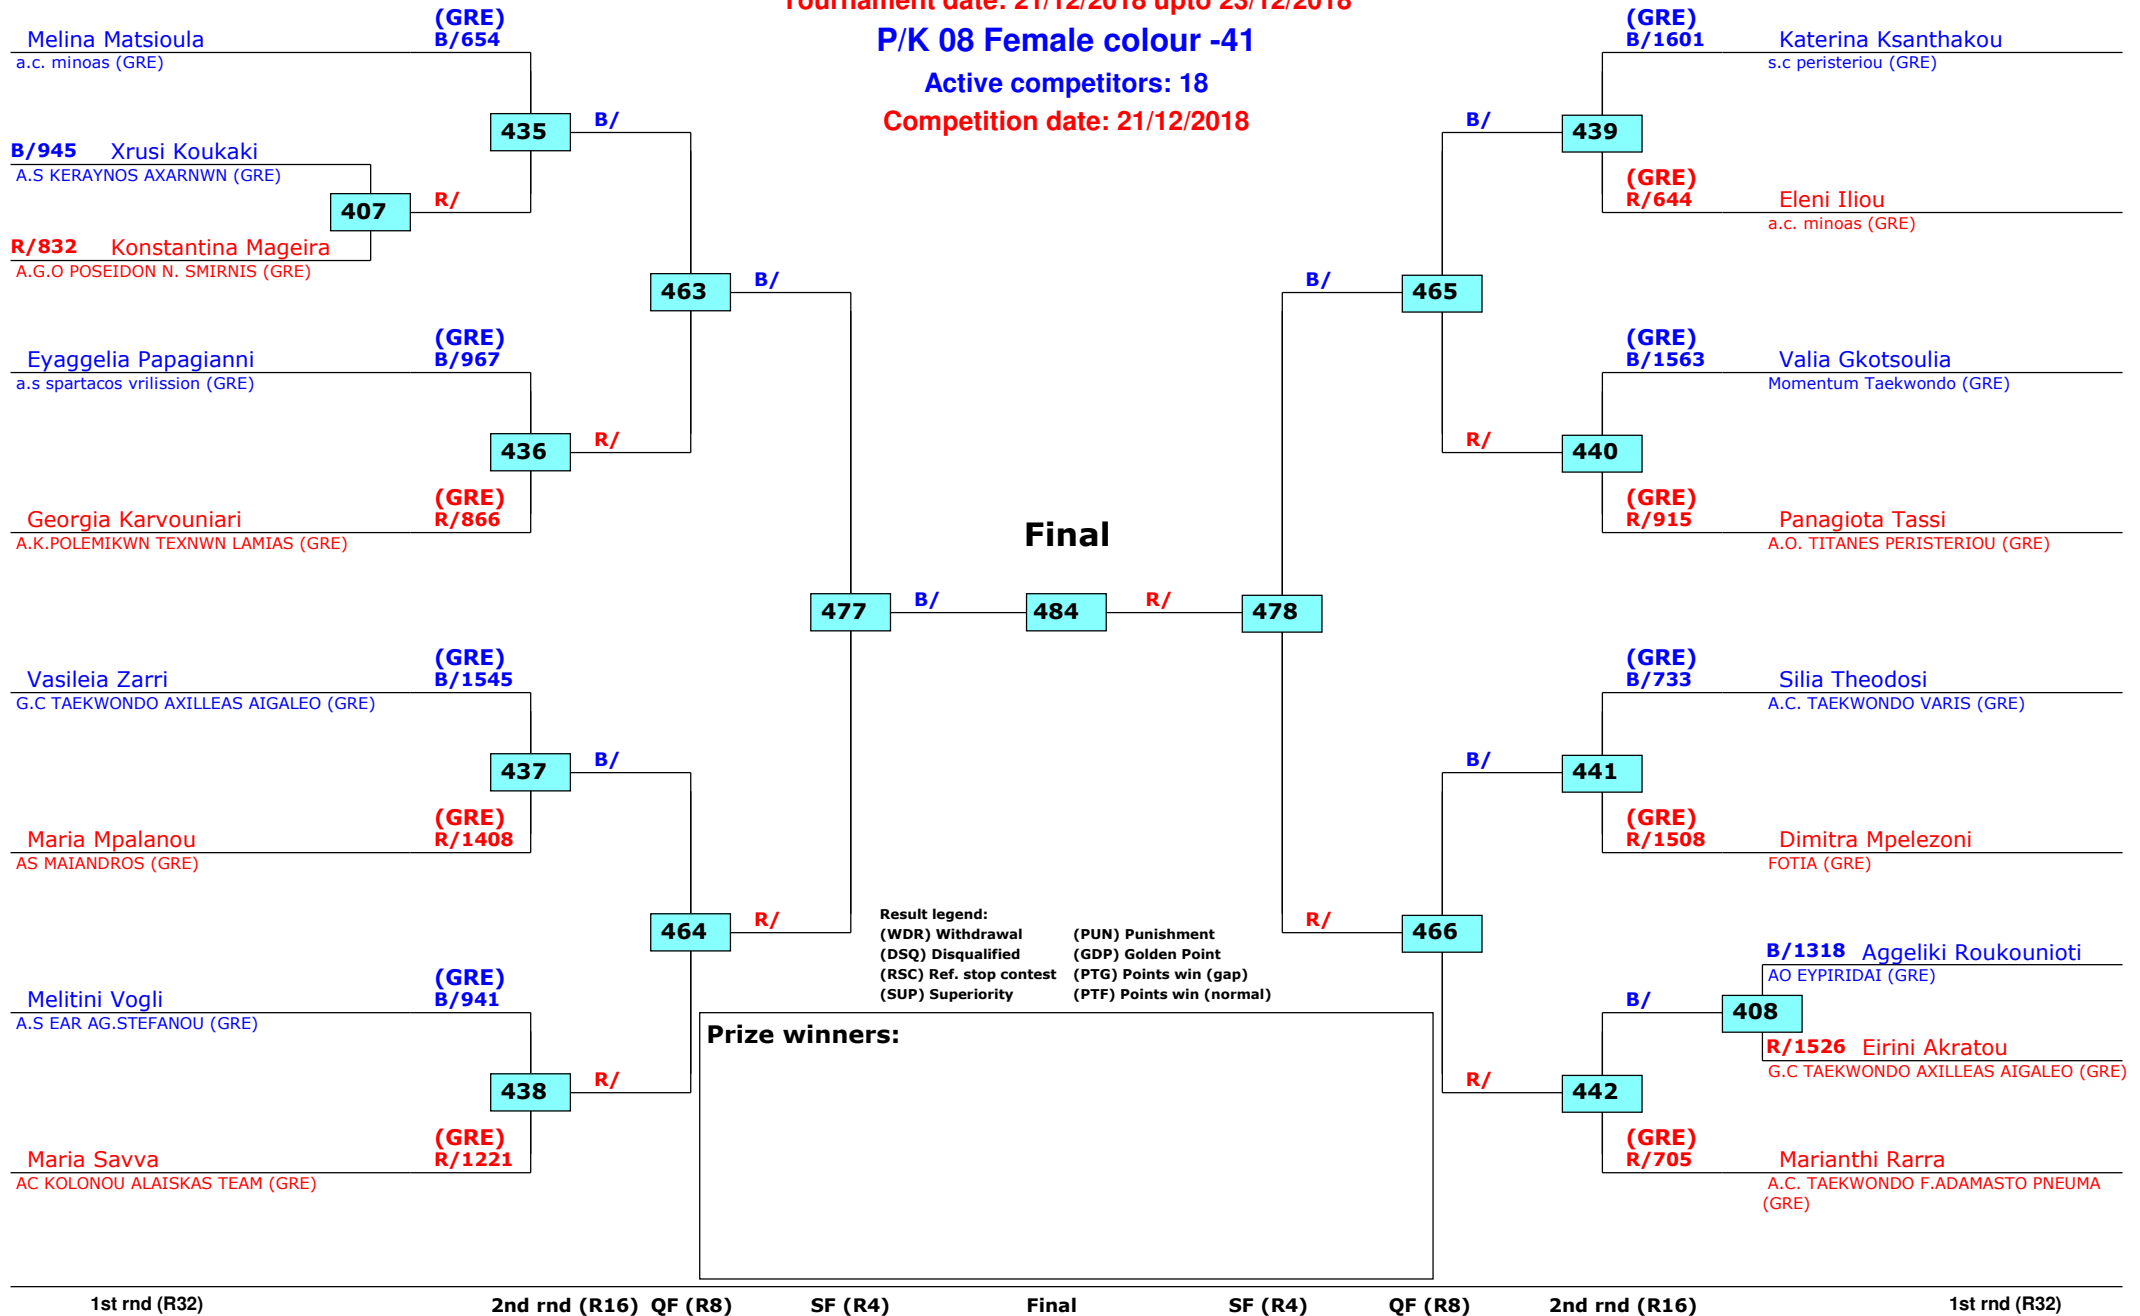 Tournament date: 21/12/2018 upto 23/12/2018
P/K 08 Female colour -41
Active competitors: 18
Competition date: 21/12/2018
(GRE)
Melina Matsioula B/654
a.c. minoas (GRE)
435 B/
B/945 Xrusi Koukaki
A.S KERAYNOS AXARNWN (GRE)
407 R/
R/832 Konstantina Mageira
A.G.O POSEIDON N. SMIRNIS (GRE)
463 B/
(GRE)
Eyaggelia Papagianni B/967
a.s spartacos vrilission (GRE)
436 R/
(GRE)
Georgia Karvouniari R/866
A.K.POLEMIKWN TEXNWN LAMIAS (GRE)
477 B/
(GRE)
Vasileia Zarri B/1545
G.C TAEKWONDO AXILLEAS AIGALEO (GRE)
437 B/
(GRE)
Maria Mpalanou R/1408
AS MAIANDROS (GRE)
464 R/
(GRE)
Melitini Vogli B/941
A.S EAR AG.STEFANOU (GRE)
438 R/
(GRE)
Maria Savva R/1221
AC KOLONOU ALAISKAS TEAM (GRE)
Final
484
(GRE)
B/1601 Katerina Ksanthakou
s.c peristeriou (GRE)
B/ 439
(GRE)
R/644 Eleni Iliou
a.c. minoas (GRE)
B/ 465
(GRE)
B/1563 Valia Gkotsoulia
Momentum Taekwondo (GRE)
R/ 440
(GRE)
R/915 Panagiota Tassi
A.O. TITANES PERISTERIOU (GRE)
R/ 478
(GRE)
B/733 Silia Theodosi
A.C. TAEKWONDO VARIS (GRE)
B/ 441
(GRE)
R/1508 Dimitra Mpelezoni
FOTIA (GRE)
R/ 466
B/1318 Aggeliki Roukounioti
AO EYPIRIDAI (GRE)
B/ 408
R/1526 Eirini Akratou
G.C TAEKWONDO AXILLEAS AIGALEO (GRE)
R/ 442
(GRE)
R/705 Marianthi Rarra
A.C. TAEKWONDO F.ADAMASTO PNEUMA
(GRE)
Result legend:
(WDR) Withdrawal (PUN) Punishment
(DSQ) Disqualified (GDP) Golden Point
(RSC) Ref. stop contest (PTG) Points win (gap)
(SUP) Superiority (PTF) Points win (normal)
Prize winners:
1st rnd (R32) 2nd rnd (R16) QF (R8) SF (R4) Final SF (R4) QF (R8) 2nd rnd (R16) 1st rnd (R32)